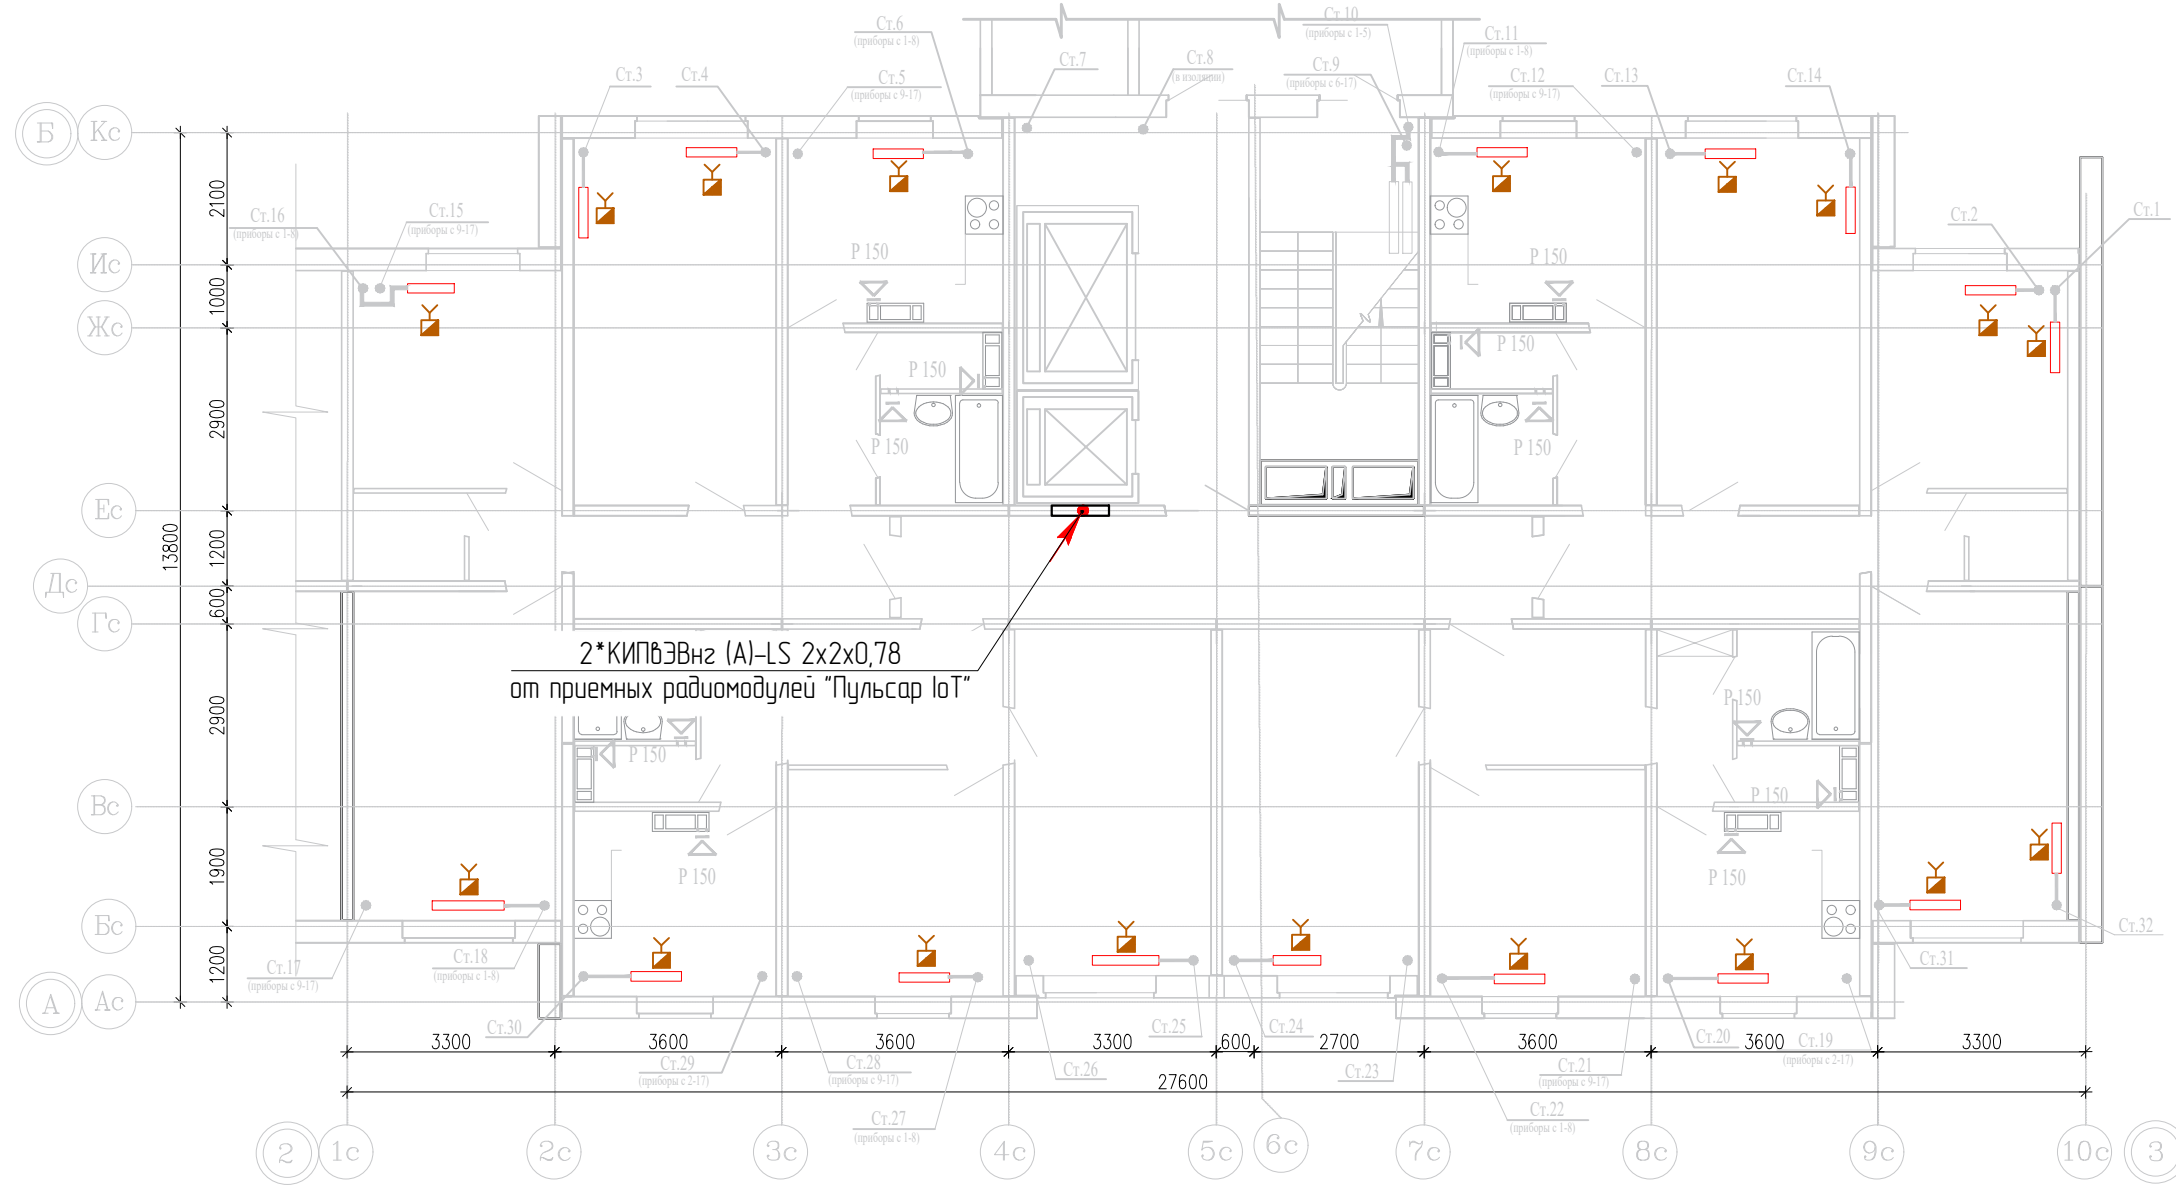 Ст.6
(приборы с 1-8)
Ст.10
(приборы с 1-5)
Ст.11
(приборы с 1-8)
Ст.3
Ст.4
Ст.5
(приборы с 9-17)
Ст.7
Ст.8
(в изоляции)
Ст.9
(приборы с 6-17)
Ст.12
(приборы с 9-17)
Ст.13
Ст.14
Б
Кс
2100
Ст.16
(приборы с 1-8)
Ст.15
(приборы с 9-17)
Ст.2
Ст.1
Р 150
Р 150
Ис
1000
Жс
Р 150
Р 150
2900
Р 150
Р 150
Ес
13800
1200
Дс
600
Гс
2*КИПвЭВнг (А)-LS 2х2х0,78
от приемных радиомодулей "Пульсар IoT"
2900
Р 150
Р 150
Вс
Р 150
1900
Р 150
Р 150
Бс
1200
Ст.17
(приборы с 9-17)
Ст.18
(приборы с 1-8)
Ст.31
Ст.32
А
Ас
Ст.30
Ст.25
Ст.24
Ст.20
Ст.19
(приборы с 2-17)
3300
3600
3600
3300
600
2700
3600
3600
3300
Ст.29
(приборы с 2-17)
Ст.28
(приборы с 9-17)
Ст.26
Ст.23
Ст.21
(приборы с 9-17)
27600
Ст.27
(приборы с 1-8)
Ст.22
(приборы с 1-8)
2
1с
2с
3с
4с
5с
6с
7с
8с
9с
10с
3